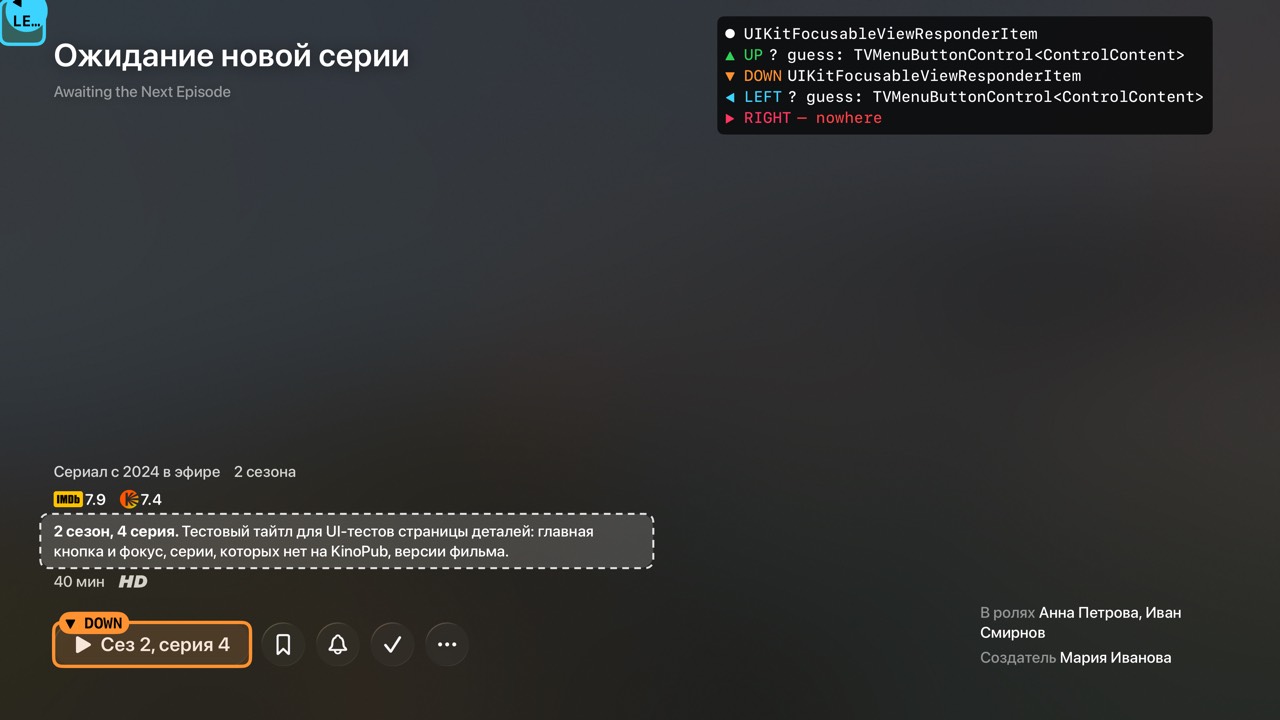 LE...
Ожидание новой серии
Awaiting the Next Episode
UIKitFocusableViewResponderItem
UP ? guess: TVMenuButtonControl<ControlContent>
DOWN UIKitFocusableViewResponderItem
LEFT ? guess: TVMenuButtonControl<ControlContent>
RIGHT — nowhere
Сериал с 2024 в эфире 2 сезона
IMDb 7.9 K 7.4
2 сезон, 4 серия. Тестовый тайтл для UI-тестов страницы деталей: главная
кнопка и фокус, серии, которых нет на KinoPub, версии фильма.
40 мин HD
DOWN
Сез 2, серия 4
В ролях Анна Петрова, Иван
Смирнов
Создатель Мария Иванова